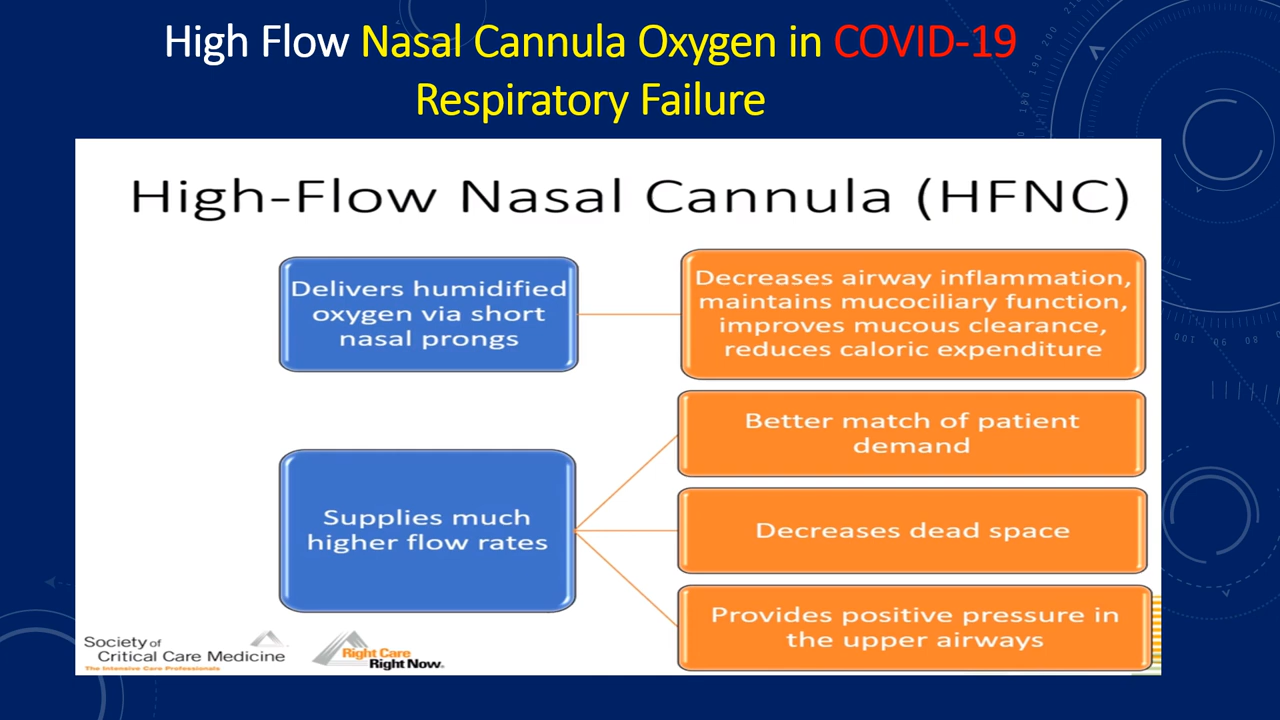 High Flow Nasal Cannula Oxygen in COVID-19
Respiratory Failure
High-Flow Nasal Cannula (HFNC)
Delivers humidified
oxygen via short
nasal prongs
Decreases airway inflammation,
maintains mucociliary function,
improves mucous clearance,
reduces caloric expenditure
Supplies much
higher flow rates
Better match of patient
demand
Decreases dead space
Provides positive pressure in
the upper airways
Society of
Critical Care Medicine
The Intensive Care Professionals
Right Care
Right Now.